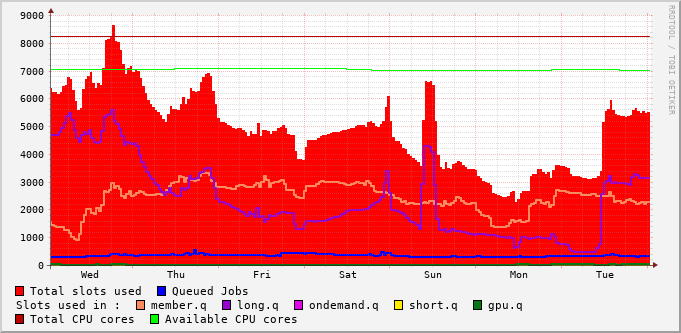 RRDTOOL / TOBI OETIKER
9000
8000
7000
6000
5000
4000
3000
2000
1000
0
Wed Thu Fri Sat Sun Mon Tue
Total slots used Queued Jobs
Slots used in : member.q long.q ondemand.q short.q gpu.q
Total CPU cores Available CPU cores